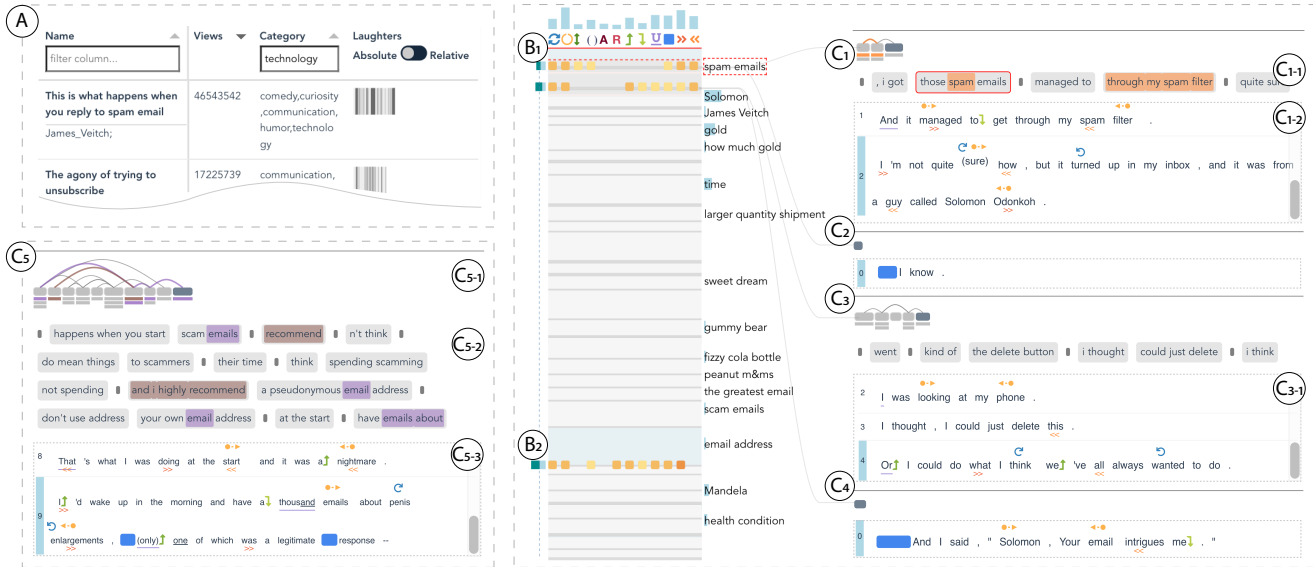 A
Name
Views
Category
Laughters
filter column...
technology
Absolute
Relative
This is what happens when
you reply to spam email
James_Veitch;
46543542
comedy,curiosity
,communication,
humor,technolo
gy
The agony of trying to
unsubscribe
17225739
communication,
C5
C5-1
happens when you start
scam emails
recommend
n't think
C5-2
do mean things
to scammers
their time
think
spending scamming
not spending
and i highly recommend
a pseudonymous email address
don't use address
your own email address
at the start
have emails about
C5-3
8
That 's what I was doing at the start and it was a nightmare .
<< >> <<
9
I 'd wake up in the morning and have a thousand emails about penis
>>
enlargements , (only) one of which was a legitimate response --
>> >>
( ) A R U >> <<
B1
spam emails
Solomon
James Veitch
gold
how much gold
time
larger quantity shipment
sweet dream
gummy bear
fizzy cola bottle
peanut m&ms
the greatest email
scam emails
B2
email address
Mandela
health condition
C1
C1-1
, i got
those spam emails
managed to
through my spam filter
quite sur
C1-2
1
And it managed to get through my spam filter .
>> <<
2
I 'm not quite (sure) how , but it turned up in my inbox , and it was from
>> <<
a guy called Solomon Odonkoh .
<< >>
C2
0
I know .
C3
went
kind of
the delete button
i thought
could just delete
i think
C3-1
2
I was looking at my phone .
3
I thought , I could just delete this .
<<
4
Or I could do what I think we 've all always wanted to do .
>> <<
C4
0
And I said , " Solomon , Your email intrigues me . "
>>